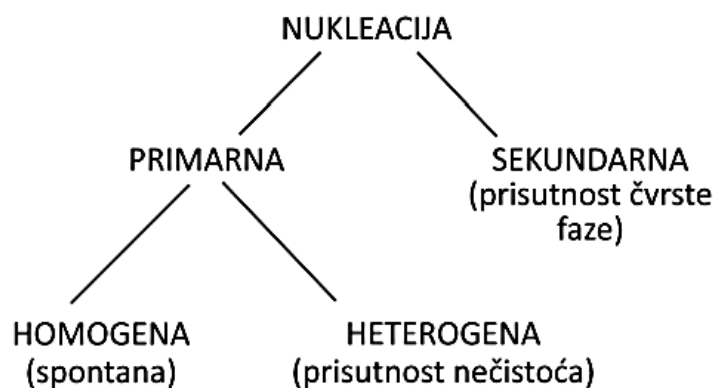 NUKLEACIJA
PRIMARNA
SEKUNDARNA
(prisutnost čvrste
faze)
HOMOGENA
(spontana)
HETEROGENA
(prisutnost nečistoća)